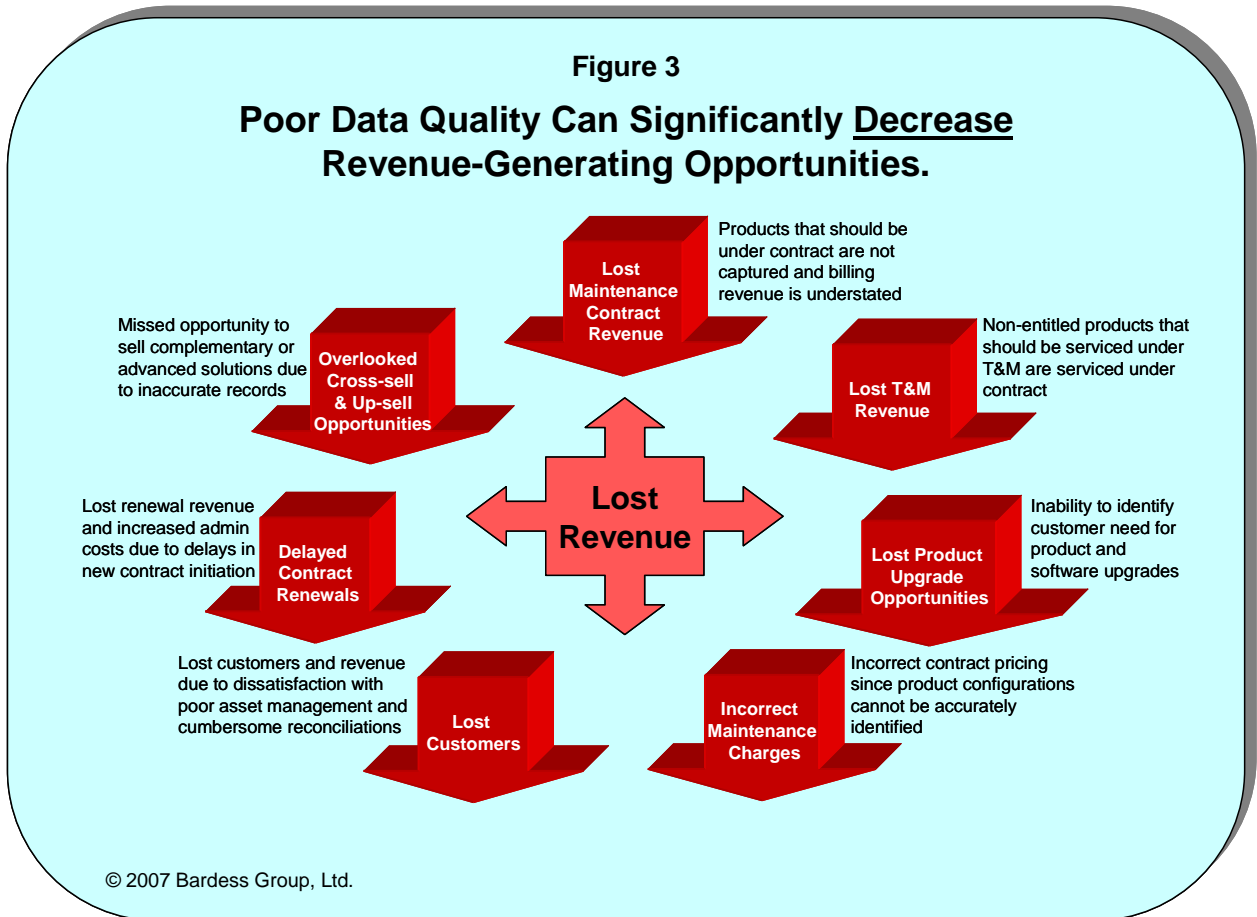 Figure 3
Poor Data Quality Can Significantly Decrease
Revenue-Generating Opportunities.
Lost
Maintenance
Contract
Revenue
Products that should be
under contract are not
captured and billing
revenue is understated
Missed opportunity to
sell complementary or
advanced solutions due
to inaccurate records
Overlooked
Cross-sell
& Up-sell
Opportunities
Lost T&M
Revenue
Non-entitled products that
should be serviced under
T&M are serviced under
contract
Lost
Revenue
Lost renewal revenue
and increased admin
costs due to delays in
new contract initiation
Delayed
Contract
Renewals
Lost Product
Upgrade
Opportunities
Inability to identify
customer need for
product and
software upgrades
Lost customers and revenue
due to dissatisfaction with
poor asset management and
cumbersome reconciliations
Lost
Customers
Incorrect
Maintenance
Charges
Incorrect contract pricing
since product configurations
cannot be accurately
identified
© 2007 Bardess Group, Ltd.